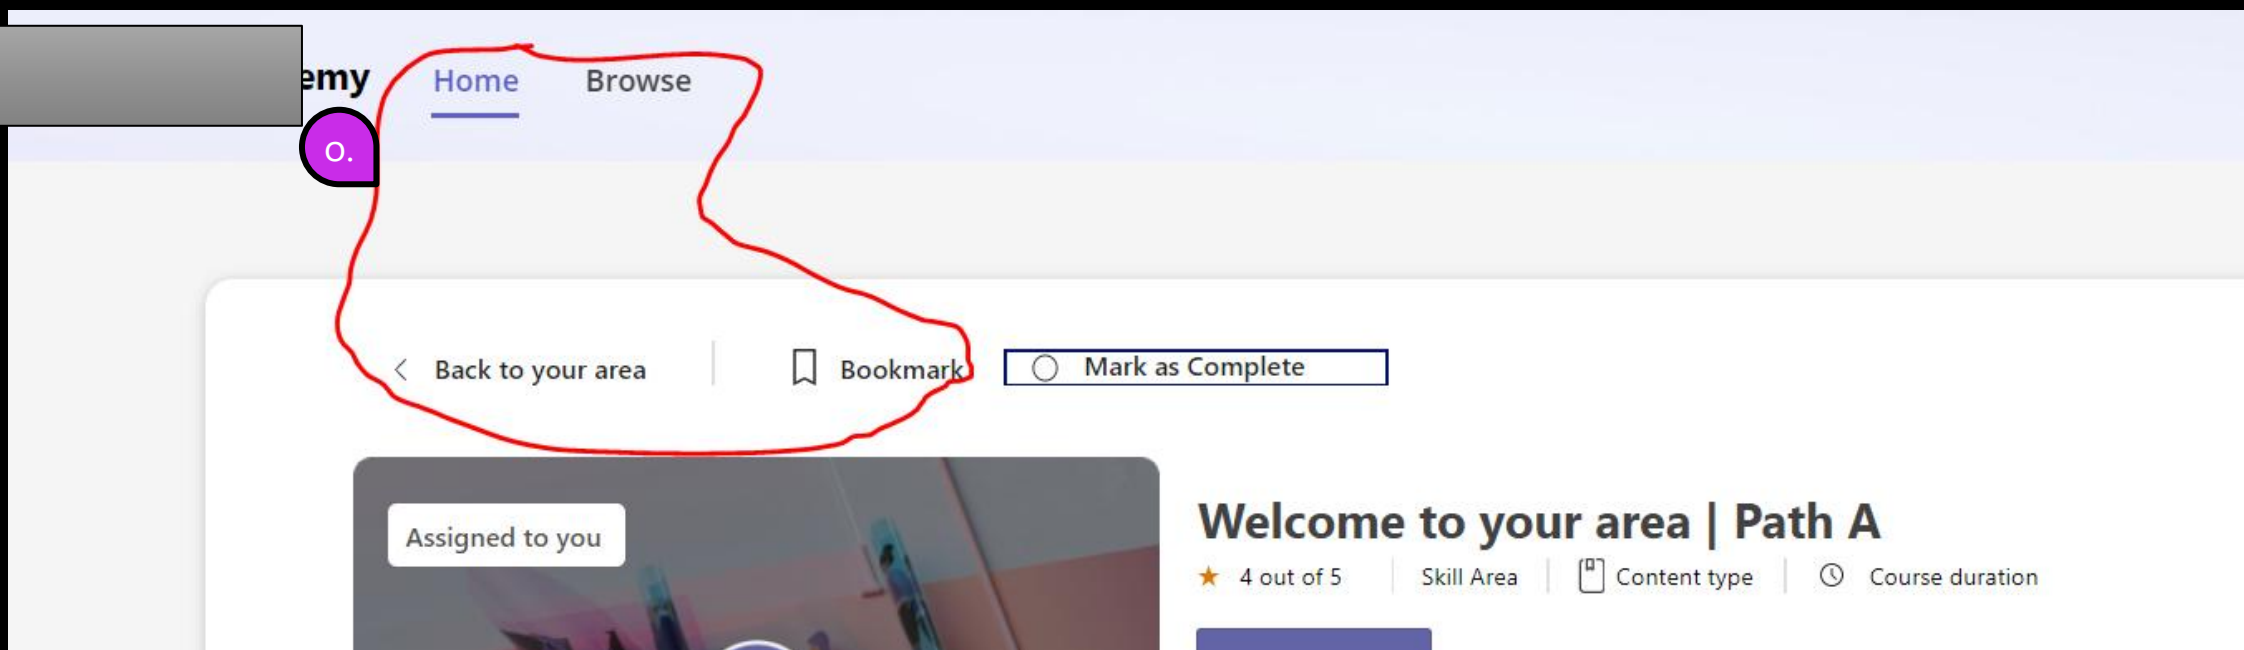 emy Home Browse
O.
Back to your area Bookmark Mark as Complete
Assigned to you
Welcome to your area | Path A
4 out of 5 Skill Area Content type Course duration